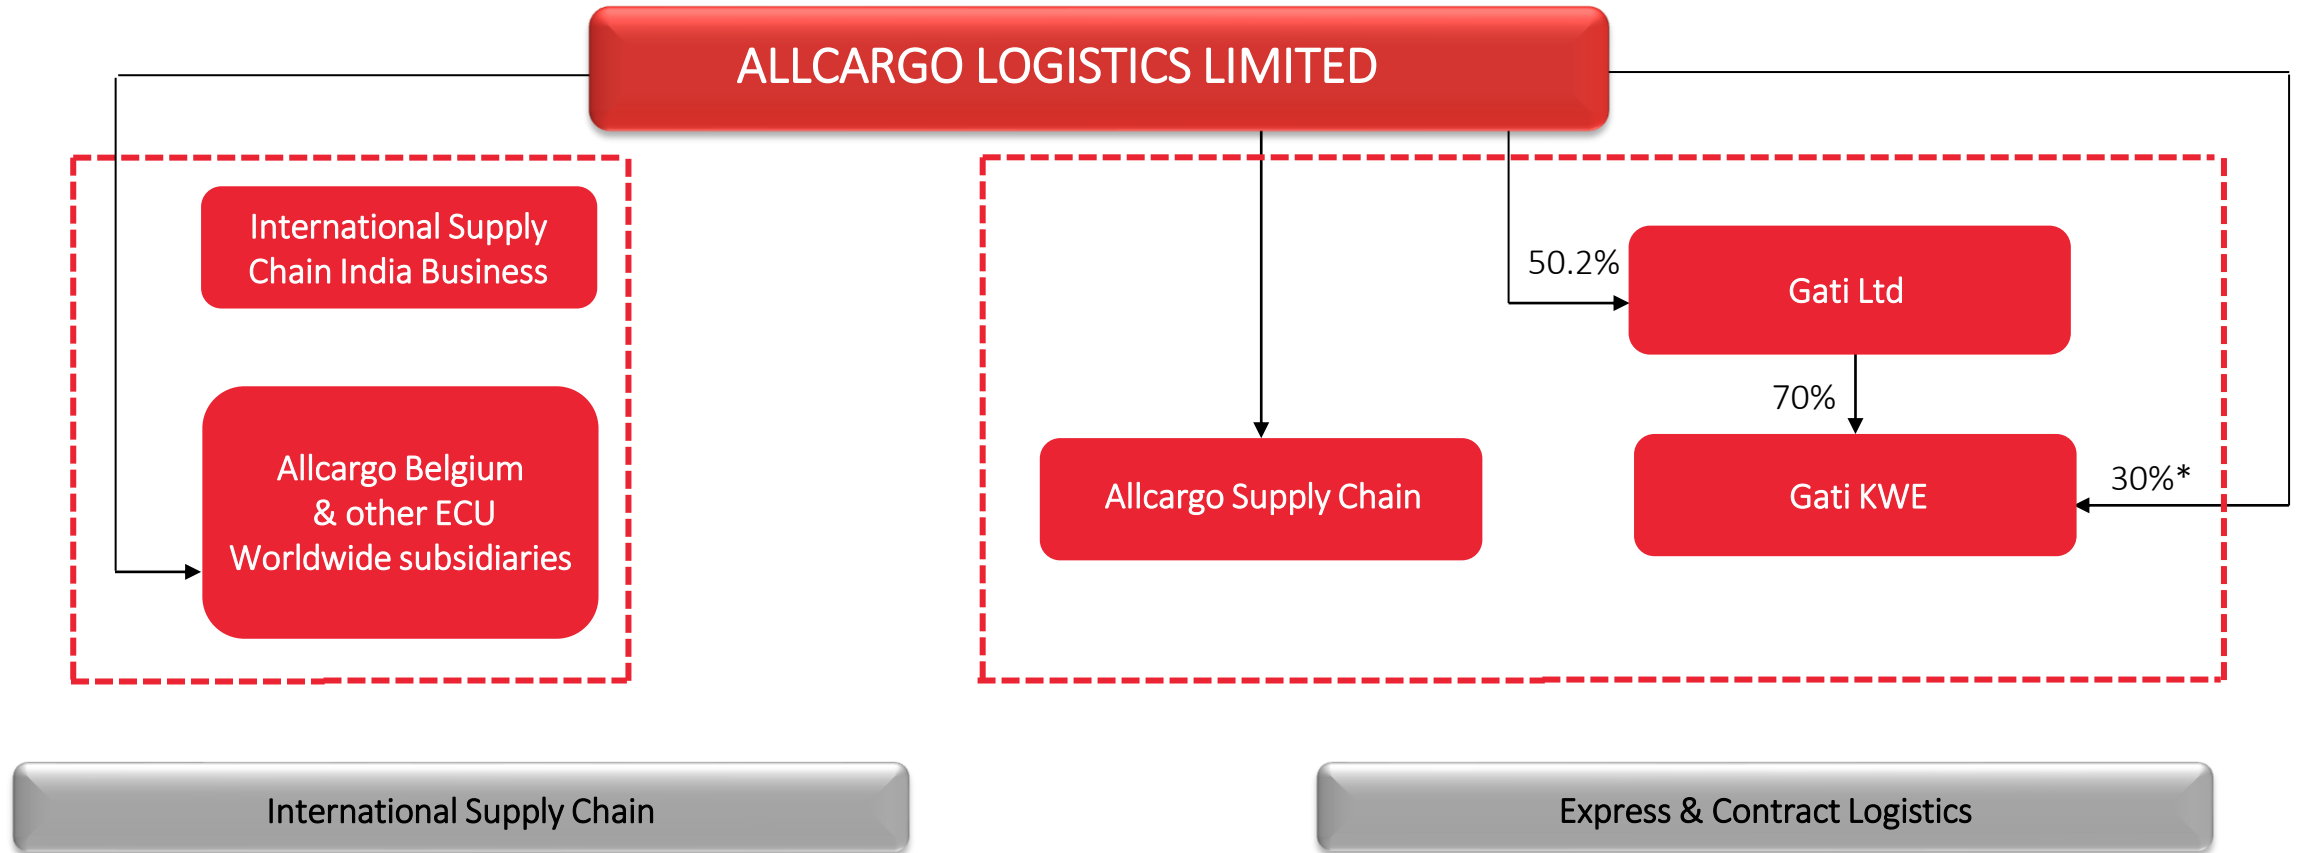 ALLCARGO LOGISTICS LIMITED
International Supply
Chain India Business
Allcargo Belgium
& other ECU
Worldwide subsidiaries
50.2%
Gati Ltd
70%
Allcargo Supply Chain
Gati KWE
30%*
International Supply Chain
Express & Contract Logistics